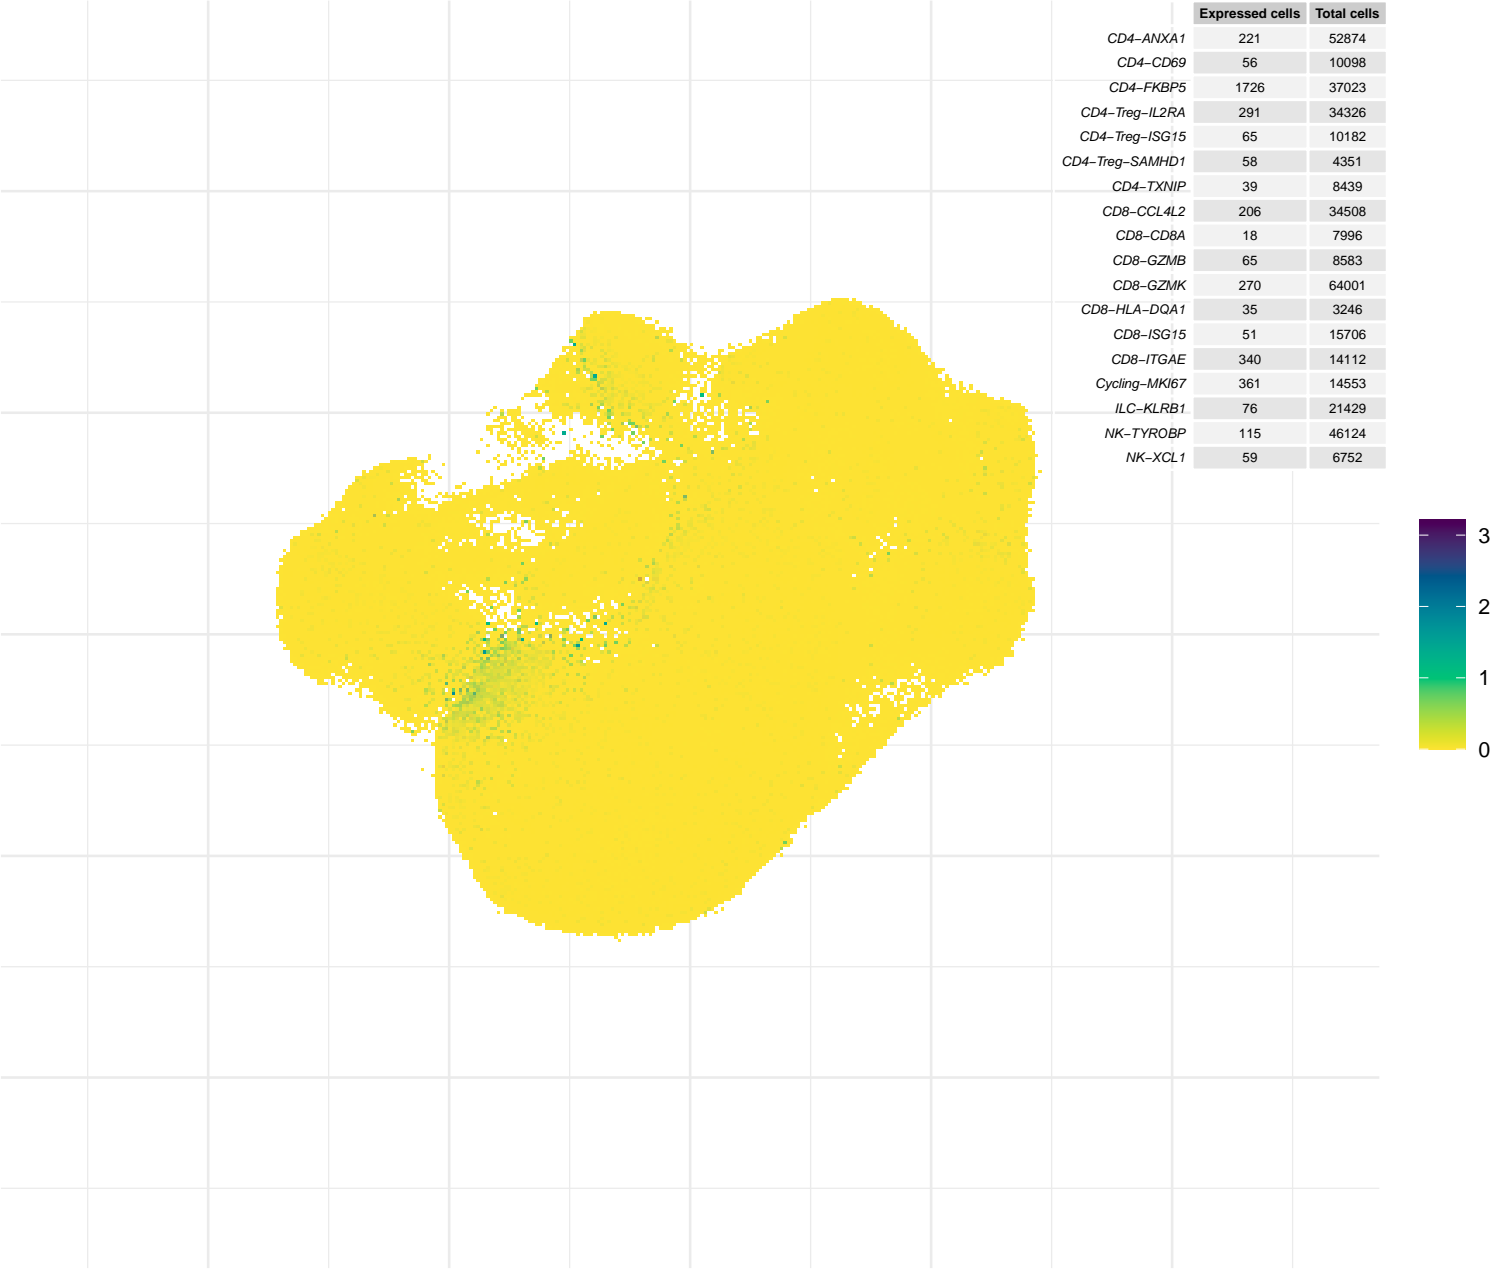 Expressed cells Total cells
CD4−ANXA1 221 52874
CD4−CD69 56 10098
CD4−FKBP5 1726 37023
CD4−Treg−IL2RA 291 34326
CD4−Treg−ISG15 65 10182
CD4−Treg−SAMHD1 58 4351
CD4−TXNIP 39 8439
CD8−CCL4L2 206 34508
CD8−CD8A 18 7996
CD8−GZMB 65 8583
CD8−GZMK 270 64001
CD8−HLA−DQA1 35 3246
CD8−ISG15 51 15706
CD8−ITGAE 340 14112
Cycling−MKI67 361 14553
ILC−KLRB1 76 21429
NK−TYROBP 115 46124
NK−XCL1 59 6752
3
2
1
0